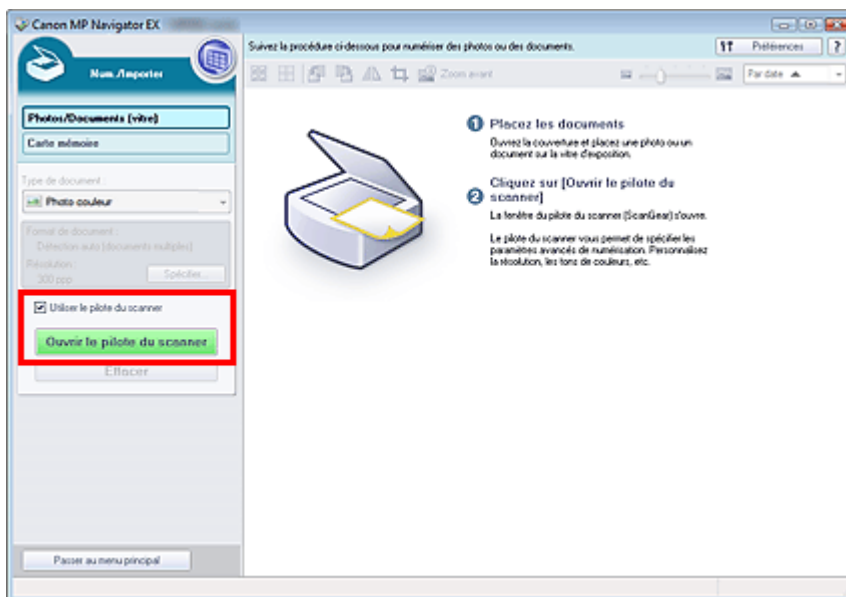 Canon MP Navigator EX
Num./Importer
Suivez la procédure ci-dessous pour numériser des photos ou des documents.
Préférences
?
Zoom avant
Par date
Photos/Documents (vitre)
Carte mémoire
Type de document :
Photo couleur
Format de document :
Détection auto (documents multiples)
Résolution :
300 ppp
Spécifier...
Utiliser le pilote du scanner
Ouvrir le pilote du scanner
Effacer
Passer au menu principal
1 Placez les documents
Ouvrez la couverture et placez une photo ou un
document sur la vitre d'exposition.
2 Cliquez sur [Ouvrir le pilote du
scanner]
La fenêtre du pilote du scanner (ScanGear) s'ouvre.
Le pilote du scanner vous permet de spécifier les
paramètres avancés de numérisation. Personnalisez
la résolution, les tons de couleurs, etc.